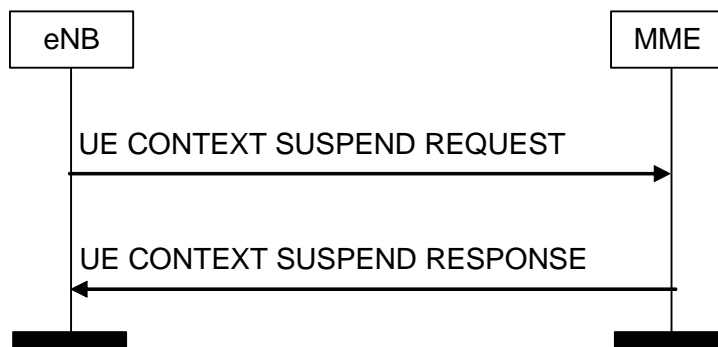 eNB
MME
UE CONTEXT SUSPEND REQUEST
UE CONTEXT SUSPEND RESPONSE